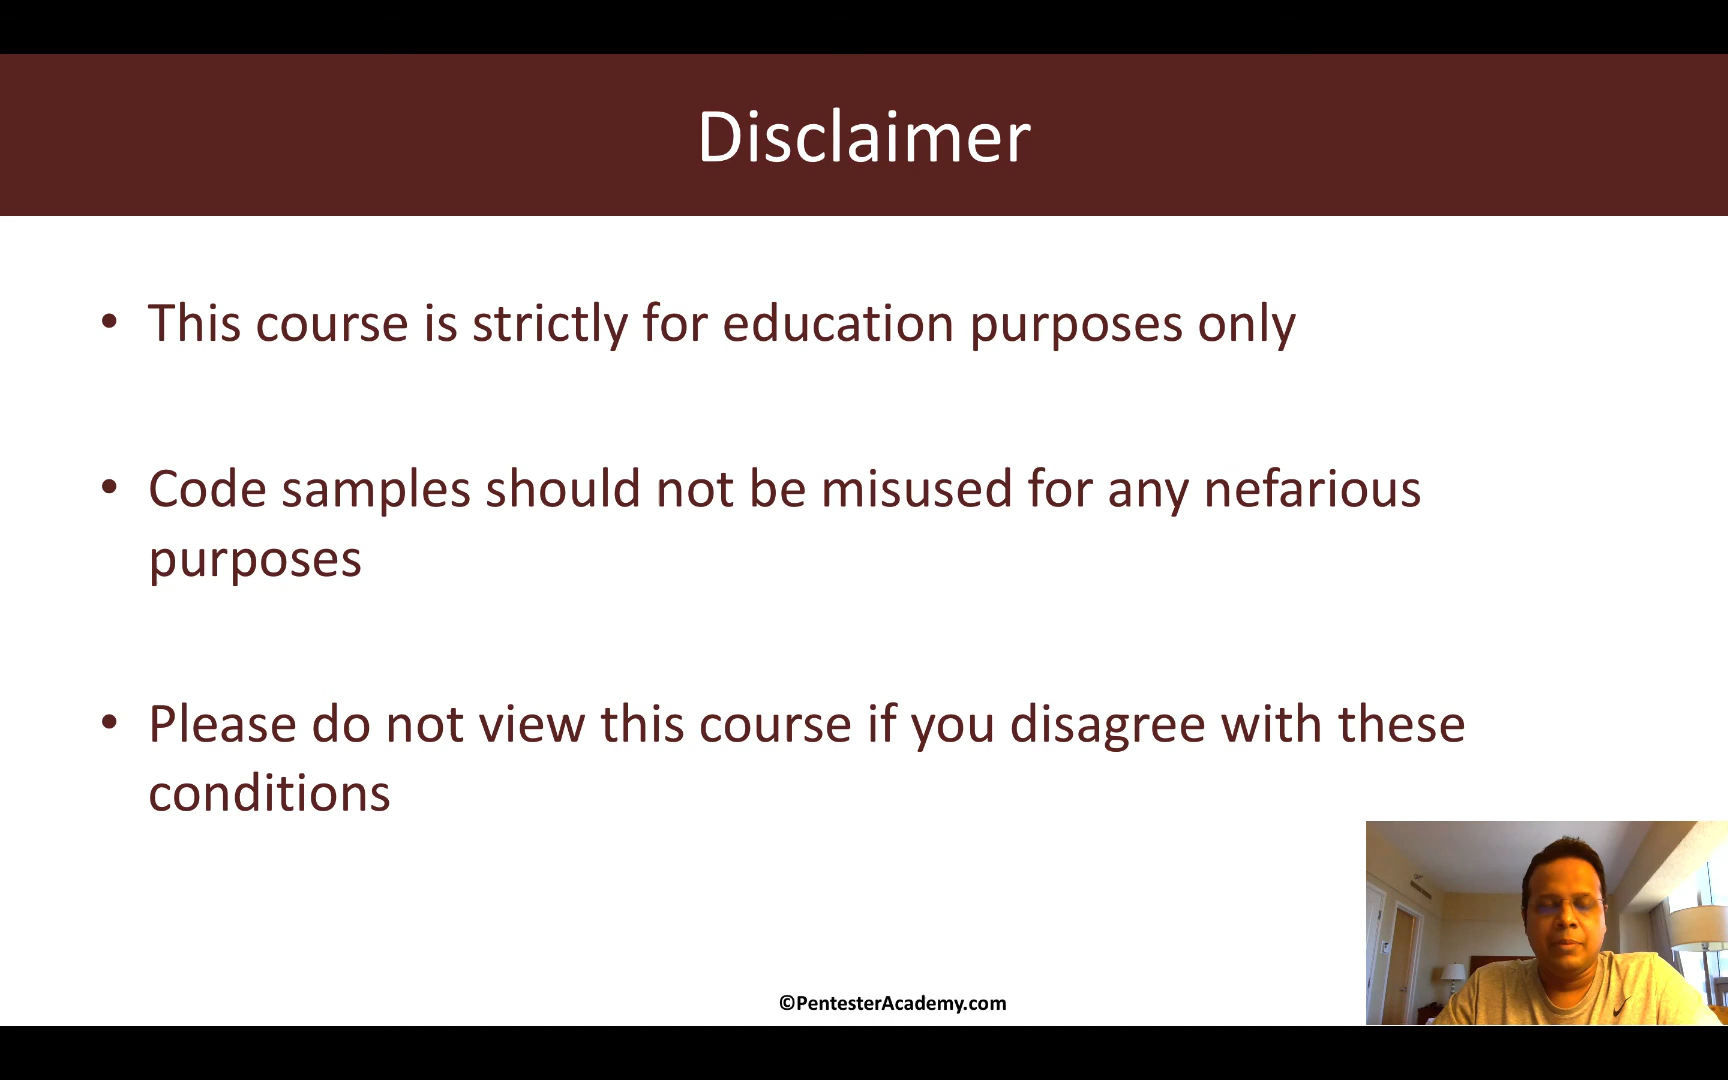 Disclaimer
• This course is strictly for education purposes only
• Code samples should not be misused for any nefarious
purposes
• Please do not view this course if you disagree with these
conditions
©PentesterAcademy.com